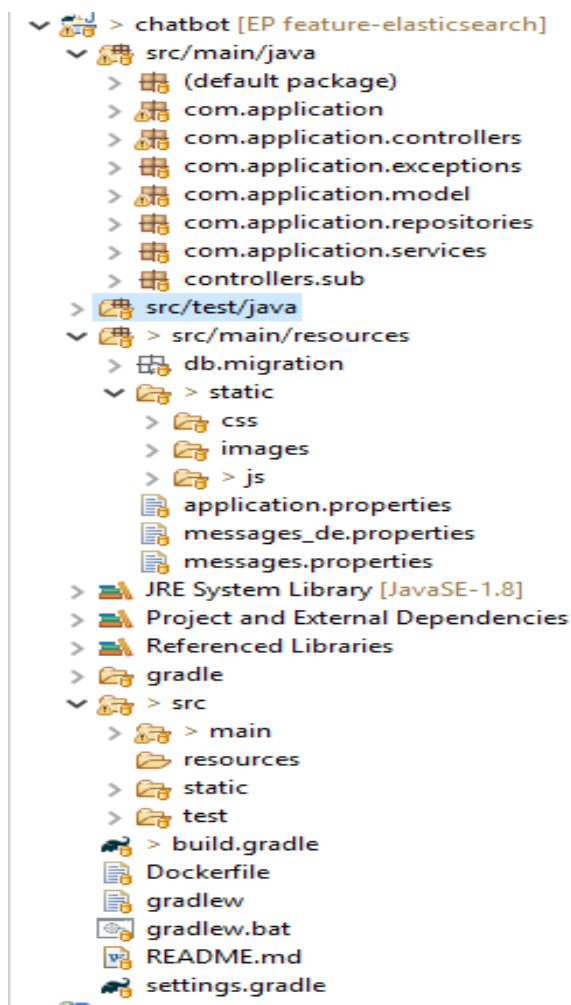 > chatbot [EP feature-elasticsearch]
src/main/java
(default package)
com.application
com.application.controllers
com.application.exceptions
com.application.model
com.application.repositories
com.application.services
controllers.sub
src/test/java
> src/main/resources
db.migration
> static
css
images
> js
application.properties
messages_de.properties
messages.properties
JRE System Library [JavaSE-1.8]
Project and External Dependencies
Referenced Libraries
gradle
> src
> main
resources
static
test
> build.gradle
Dockerfile
gradlew
gradlew.bat
README.md
settings.gradle